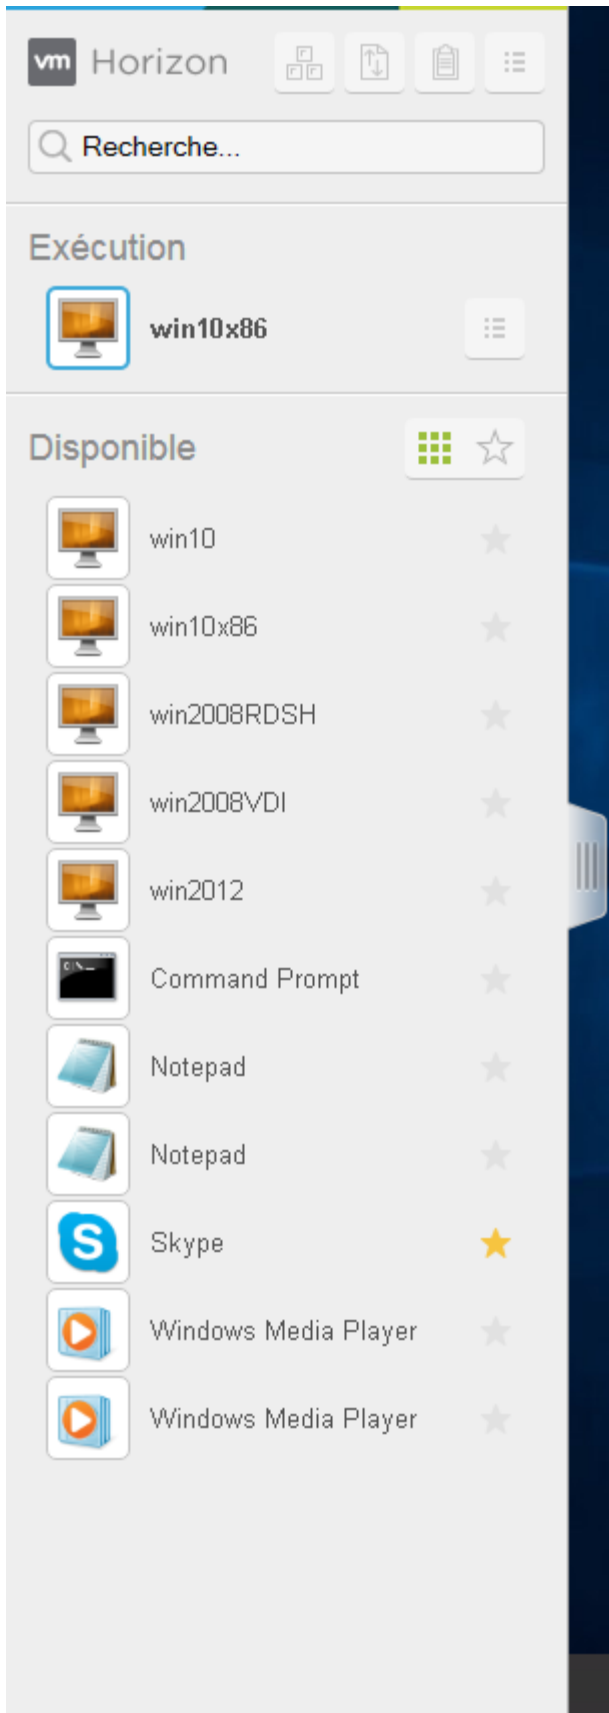 vm Horizon
Recherche...
Exécution
win10x86
Disponible
win10
win10x86
win2008RDSH
win2008VDI
win2012
Command Prompt
Notepad
Notepad
Skype
Windows Media Player
Windows Media Player